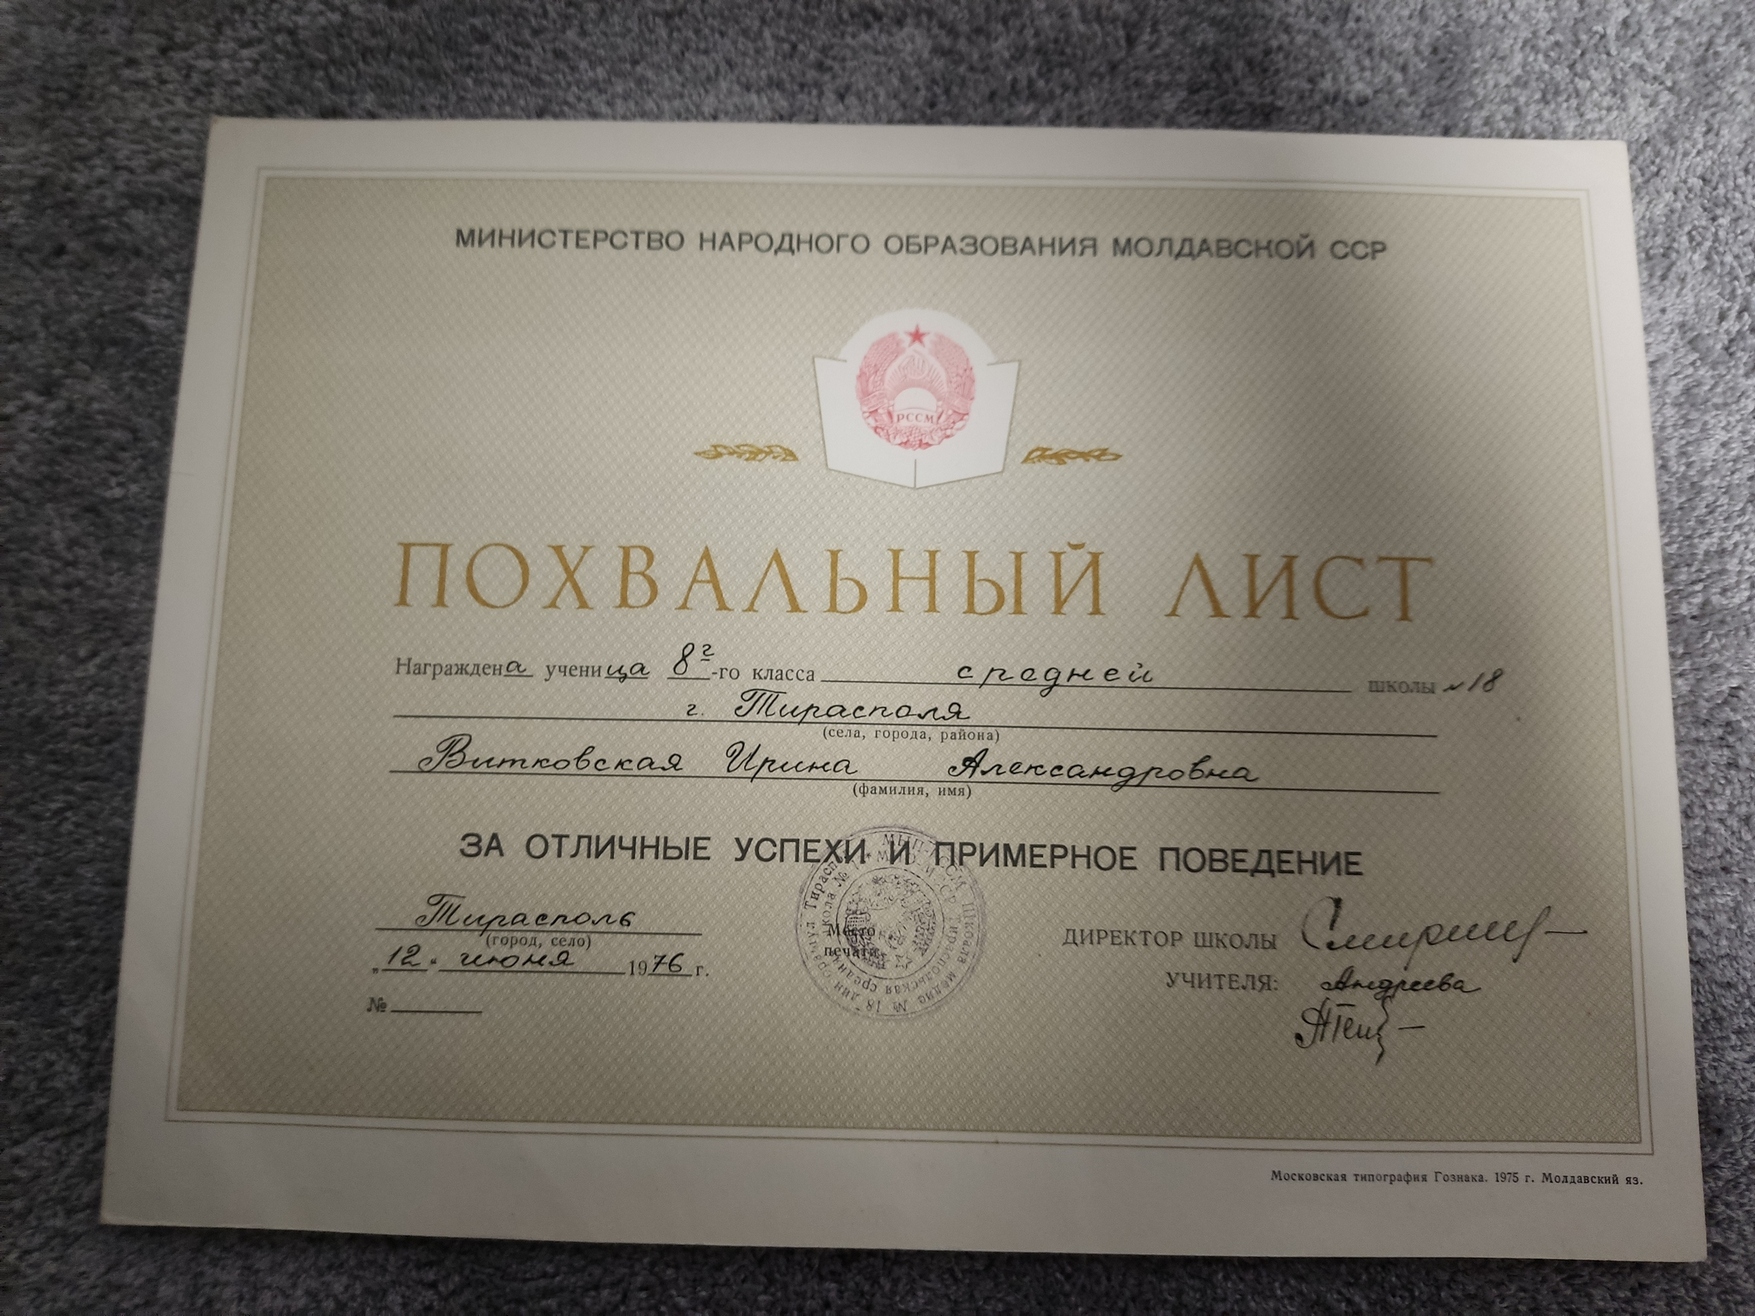 МИНИСТЕРСТВО НАРОДНОГО ОБРАЗОВАНИЯ МОЛДАВСКОЙ ССР
РССМ
ПОХВАЛЬНЫЙ ЛИСТ
Награждена ученица 8г-го класса средней школы №18
г. Тирасполя
(села, города, района)
Витковская Ирина Александровна
(фамилия, имя)
ЗА ОТЛИЧНЫЕ УСПЕХИ И ПРИМЕРНОЕ ПОВЕДЕНИЕ
Тирасполь
(город, село)
„12" июня 1976 г.
№
Место
печати
ДИРЕКТОР ШКОЛЫ
УЧИТЕЛЯ: Андреева
Московская типография Гознака. 1975 г. Молдавский яз.